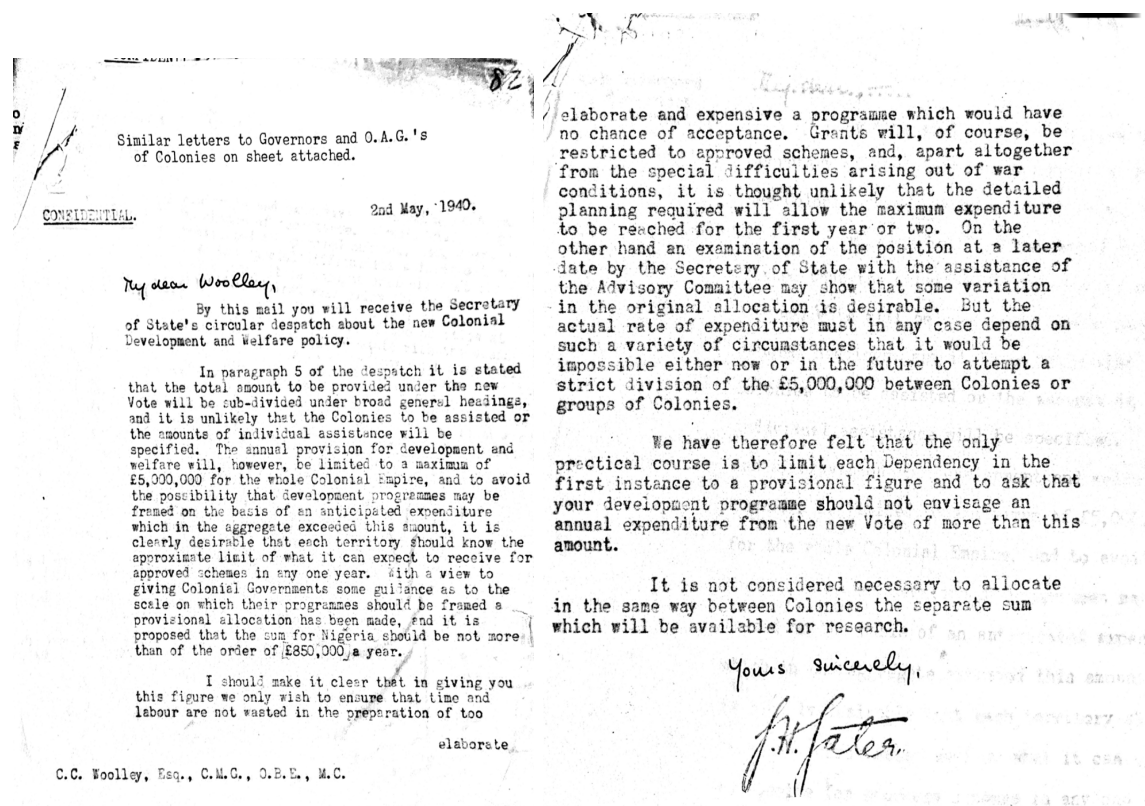 82
Similar letters to Governors and O.A.G.'s
of Colonies on sheet attached.
CONFIDENTIAL.
2nd May, 1940.
My dear Woolley,
By this mail you will receive the Secretary
of State's circular despatch about the new Colonial
Development and Welfare policy.
In paragraph 5 of the despatch it is stated
that the total amount to be provided under the new
Vote will be sub-divided under broad general headings,
and it is unlikely that the Colonies to be assisted or
the amounts of individual assistance will be
specified. The annual provision for development and
welfare will, however, be limited to a maximum of
£5,000,000 for the whole Colonial Empire, and to avoid
the possibility that development programmes may be
framed on the basis of an anticipated expenditure
which in the aggregate exceeded this amount, it is
clearly desirable that each territory should know the
approximate limit of what it can expect to receive for
approved schemes in any one year. With a view to
giving Colonial Governments some guidance as to the
scale on which their programmes should be framed a
provisional allocation has been made, and it is
proposed that the sum for Nigeria should be not more
than of the order of £850,000 a year.
I should make it clear that in giving you
this figure we only wish to ensure that time and
labour are not wasted in the preparation of too
elaborate
C.C. Woolley, Esq., C.M.G., O.B.E., M.C.
elaborate and expensive a programme which would have
no chance of acceptance. Grants will, of course, be
restricted to approved schemes, and, apart altogether
from the special difficulties arising out of war
conditions, it is thought unlikely that the detailed
planning required will allow the maximum expenditure
to be reached for the first year or two. On the
other hand an examination of the position at a later
date by the Secretary of State with the assistance of
the Advisory Committee may show that some variation
in the original allocation is desirable. But the
actual rate of expenditure must in any case depend on
such a variety of circumstances that it would be
impossible either now or in the future to attempt a
strict division of the £5,000,000 between Colonies or
groups of Colonies.
We have therefore felt that the only
practical course is to limit each Dependency in the
first instance to a provisional figure and to ask that
your development programme should not envisage an
annual expenditure from the new Vote of more than this
amount.
It is not considered necessary to allocate
in the same way between Colonies the separate sum
which will be available for research.
Yours sincerely,
G.H. Gater.